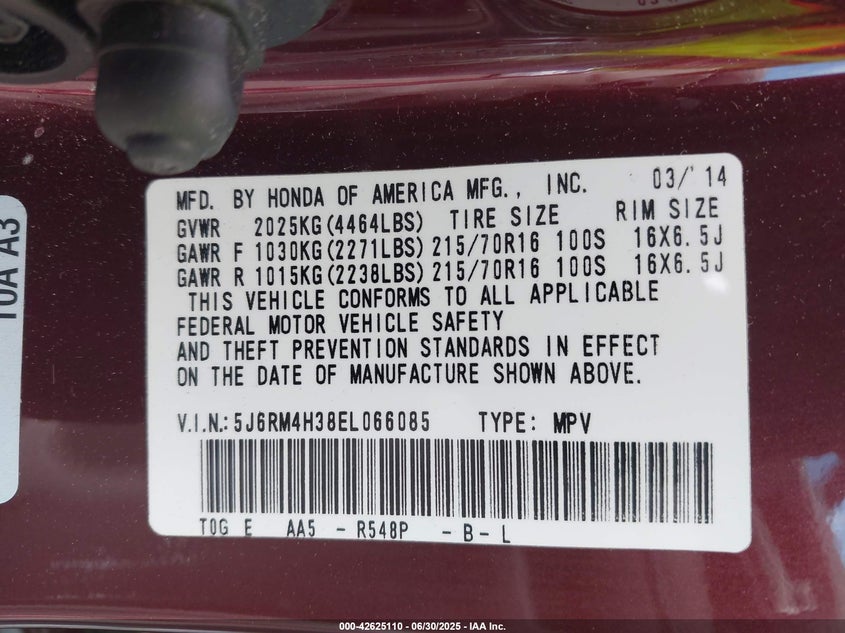 MFD. BY HONDA OF AMERICA MFG., INC. 03/'14
GVWR 2025KG(4464LBS) TIRE SIZE RIM SIZE
GAWR F 1030KG(2271LBS) 215/70R16 100S 16X6.5J
GAWR R 1015KG(2238LBS) 215/70R16 100S 16X6.5J
THIS VEHICLE CONFORMS TO ALL APPLICABLE
FEDERAL MOTOR VEHICLE SAFETY
AND THEFT PREVENTION STANDARDS IN EFFECT
ON THE DATE OF MANUFACTURE SHOWN ABOVE.
V.I.N.: 5J6RM4H38EL066085 TYPE: MPV
T0G E AA5 - R548P - B - L
10A A3
000-42625110 - 06/30/2025 - IAA Inc.